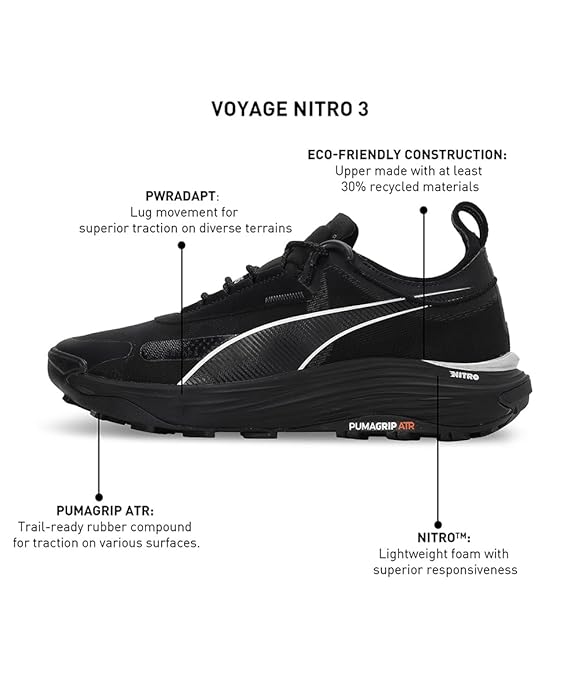 VOYAGE NITRO 3
ECO-FRIENDLY CONSTRUCTION:
Upper made with at least
30% recycled materials
PWRADAPT:
Lug movement for
superior traction on diverse terrains
NITRO
PUMAGRIP ATR
PUMAGRIP ATR:
Trail-ready rubber compound
for traction on various surfaces.
NITRO™:
Lightweight foam with
superior responsiveness